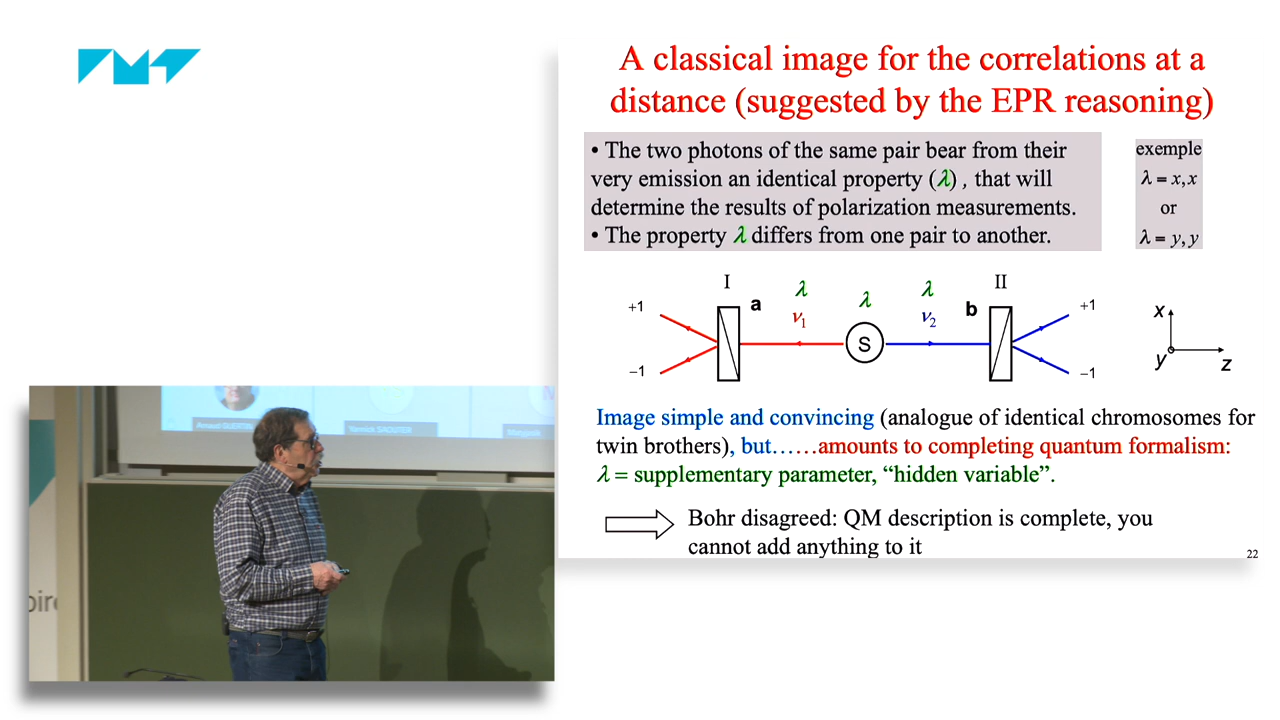 A classical image for the correlations at a
distance (suggested by the EPR reasoning)
• The two photons of the same pair bear from their
very emission an identical property (λ) , that will
determine the results of polarization measurements.
• The property λ differs from one pair to another.
exemple
λ = x,x
or
λ = y,y
I
II
λ
λ
λ
a
b
ν1
ν2
+1
+1
S
−1
−1
x
y
z
Image simple and convincing (analogue of identical chromosomes for
twin brothers), but……amounts to completing quantum formalism:
λ = supplementary parameter, “hidden variable”.
Bohr disagreed: QM description is complete, you
cannot add anything to it
22